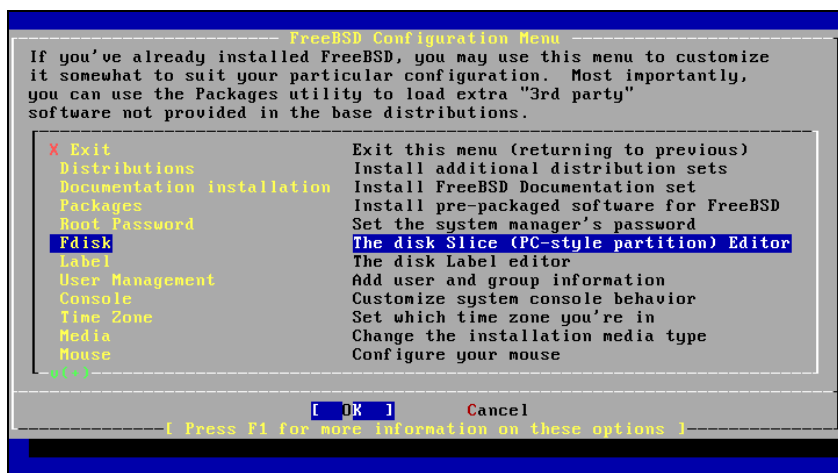 FreeBSD Configuration Menu
If you've already installed FreeBSD, you may use this menu to customize
it somewhat to suit your particular configuration.  Most importantly,
you can use the Packages utility to load extra "3rd party"
software not provided in the base distributions.
X Exit Exit this menu (returning to previous)
Distributions Install additional distribution sets
Documentation installation Install FreeBSD Documentation set
Packages Install pre-packaged software for FreeBSD
Root Password Set the system manager's password
Fdisk The disk Slice (PC-style partition) Editor
Label The disk Label editor
User Management Add user and group information
Console Customize system console behavior
Time Zone Set which time zone you're in
Media Change the installation media type
Mouse Configure your mouse
v(+)
[ OK ] Cancel
[ Press F1 for more information on these options ]